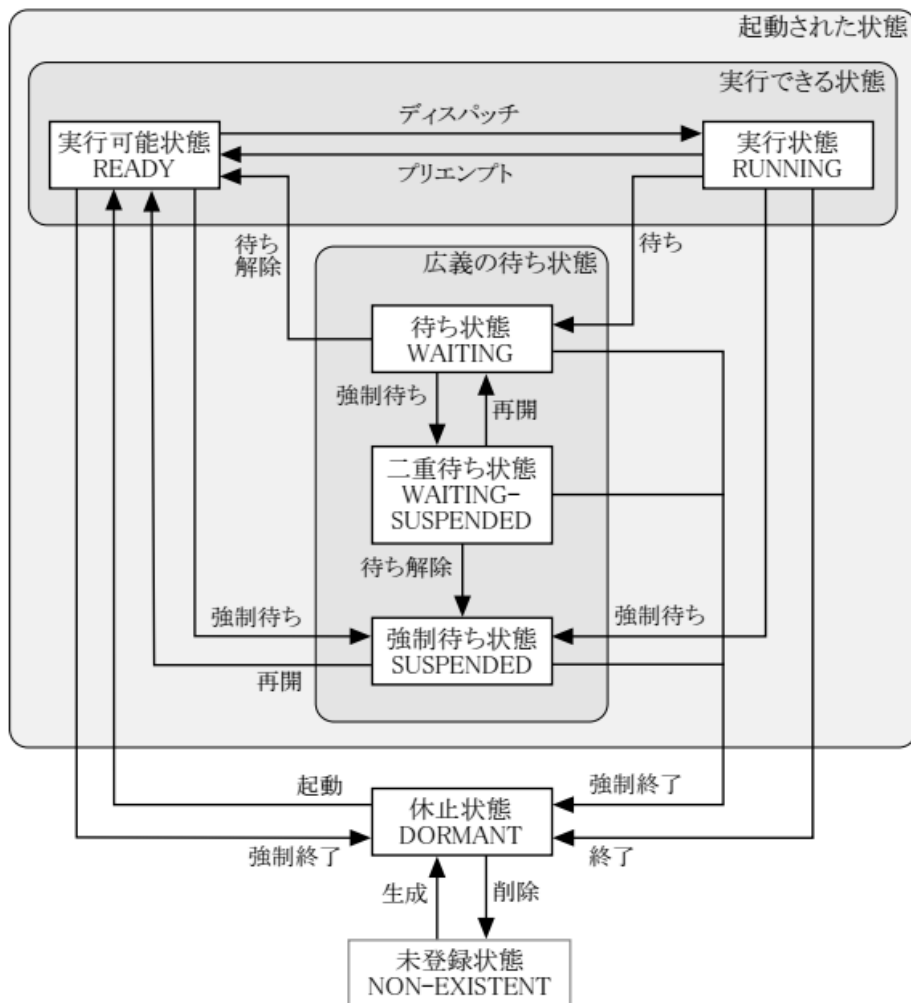 起動された状態
実行できる状態
ディスパッチ
実行可能状態
READY
実行状態
RUNNING
プリエンプト
待ち
解除
待ち
広義の待ち状態
待ち状態
WAITING
強制待ち
再開
二重待ち状態
WAITING-
SUSPENDED
待ち解除
強制待ち
強制待ち
強制待ち状態
SUSPENDED
再開
起動
強制終了
休止状態
DORMANT
強制終了
終了
生成
削除
未登録状態
NON-EXISTENT